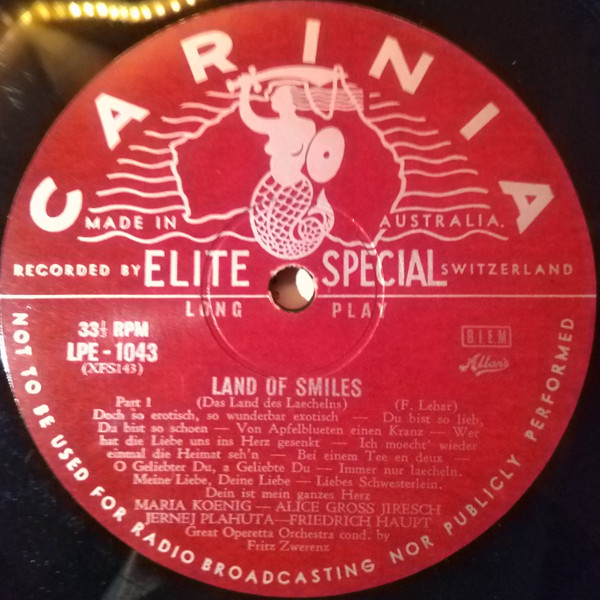 CARINIA
MADE IN AUSTRALIA.
RECORDED BY ELITE SPECIAL SWITZERLAND
LONG PLAY
33⅓ RPM
LPE - 1043
(XFS143)
B.I.E.M
Allan's
LAND OF SMILES
Part 1 (Das Land des Laechelns) (F. Lehar)
Doch so erotisch, so wunderbar exotisch — Du bist so lieb,
Du bist so schoen — Von Apfelblueten einen Kranz — Wer
hat die Liebe uns ins Herz gesenkt — Ich moecht' wieder
einmal die Heimat seh'n — Bei einem Tee en deux —
O Geliebter Du, a Geliebte Du — Immer nur laecheln.
Meine Liebe, Deine Liebe — Liebes Schwesterlein.
Dein ist mein ganzes Herz
MARIA KOENIG — ALICE GROSS JIRESCH
JERNEJ PLAHUTA—FRIEDRICH HAUPT
Great Operetta Orchestra cond. by
Fritz Zwerenz
NOT TO BE USED FOR RADIO BROADCASTING NOR PUBLICLY PERFORMED